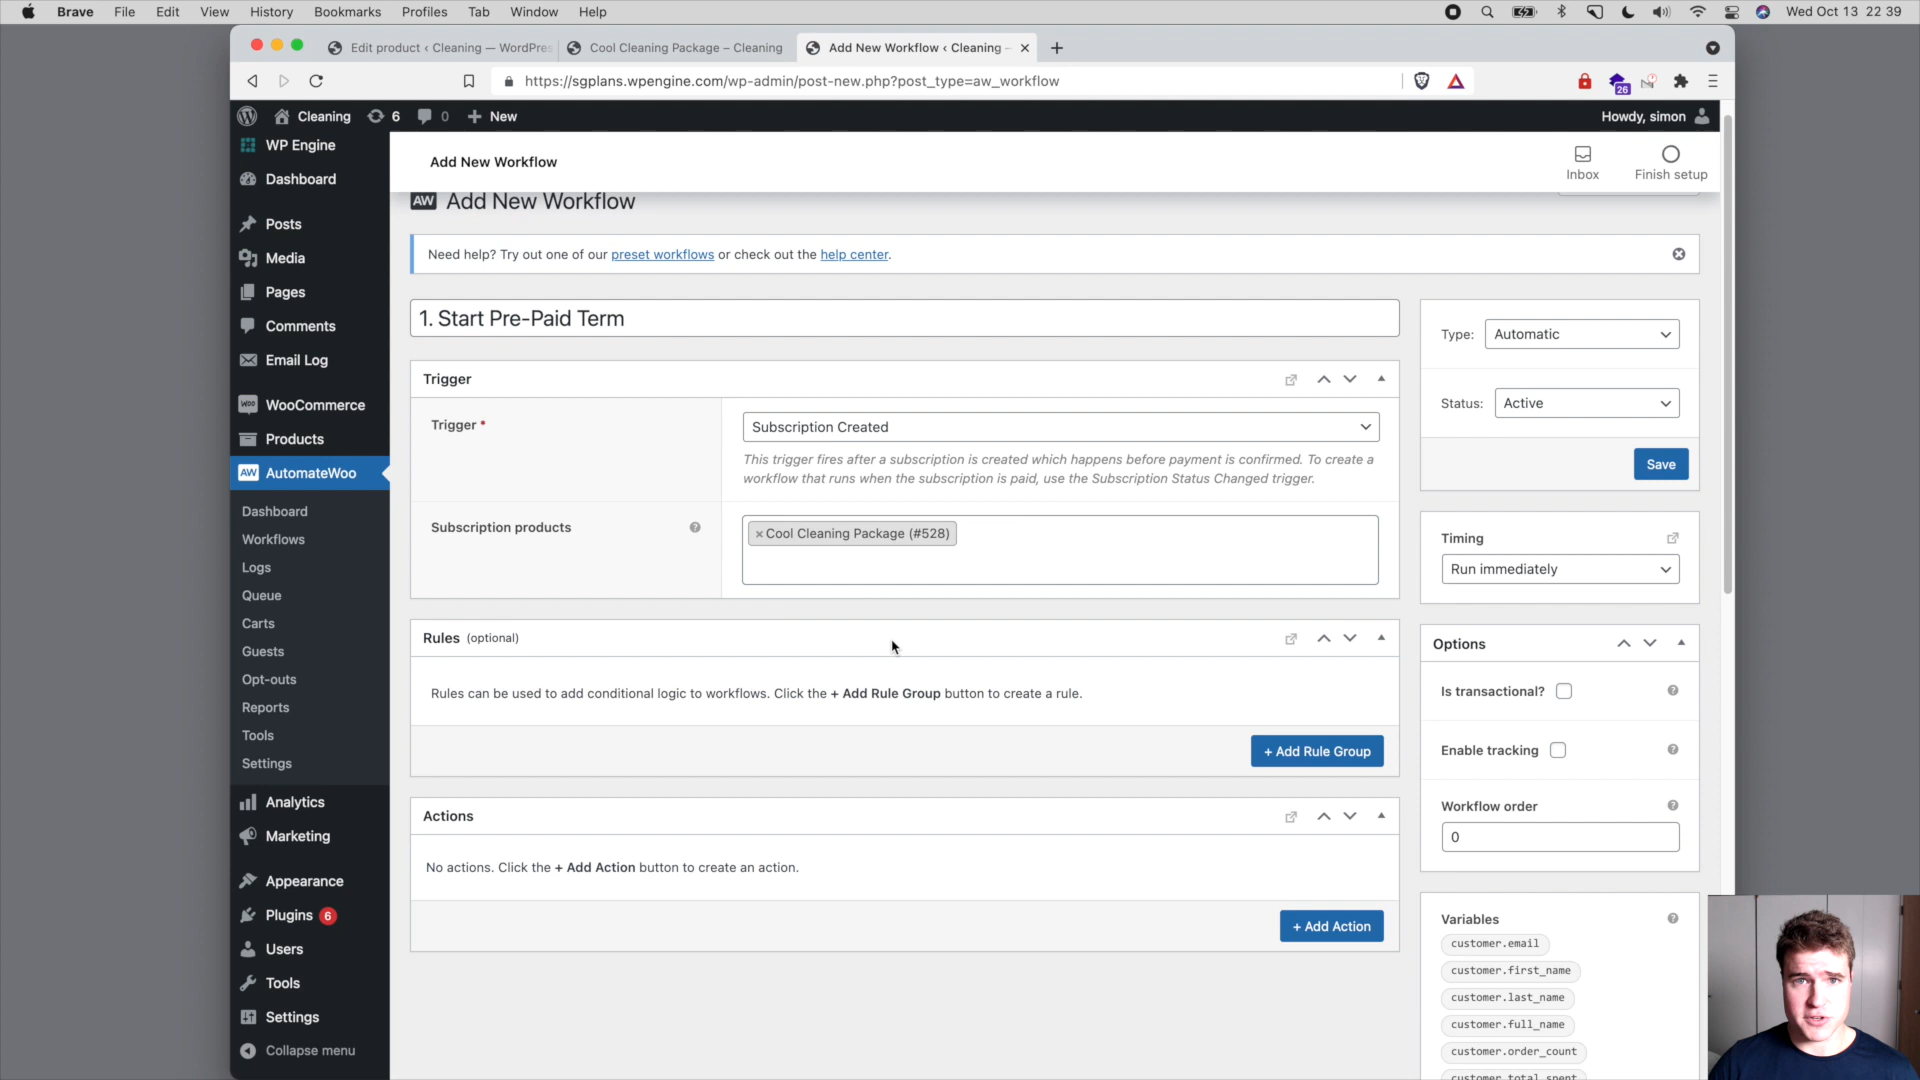 Brave File Edit View History Bookmarks Profiles Tab Window Help Wed Oct 13 22 39
Edit product ‹ Cleaning — WordPres Cool Cleaning Package – Cleaning Add New Workflow ‹ Cleaning –
https://sgplans.wpengine.com/wp-admin/post-new.php?post_type=aw_workflow
26
Cleaning 6 0 New Howdy, simon
WP Engine
Dashboard
Posts
Media
Pages
Comments
Email Log
WooCommerce
Products
AW AutomateWoo
Dashboard
Workflows
Logs
Queue
Carts
Guests
Opt-outs
Reports
Tools
Settings
Analytics
Marketing
Appearance
Plugins 6
Users
Tools
Settings
Collapse menu
Add New Workflow
Inbox Finish setup
AW Add New Workflow
Need help? Try out one of our preset workflows or check out the help center.
1. Start Pre-Paid Term
Trigger
Trigger *
Subscription Created
This trigger fires after a subscription is created which happens before payment is confirmed. To create a
workflow that runs when the subscription is paid, use the Subscription Status Changed trigger.
Subscription products
×Cool Cleaning Package (#528)
Rules (optional)
Rules can be used to add conditional logic to workflows. Click the + Add Rule Group button to create a rule.
+ Add Rule Group
Actions
No actions. Click the + Add Action button to create an action.
+ Add Action
Type: Automatic
Status: Active
Save
Timing
Run immediately
Options
Is transactional?
Enable tracking
Workflow order
0
Variables
customer.email
customer.first_name
customer.last_name
customer.full_name
customer.order_count
customer.total_spent